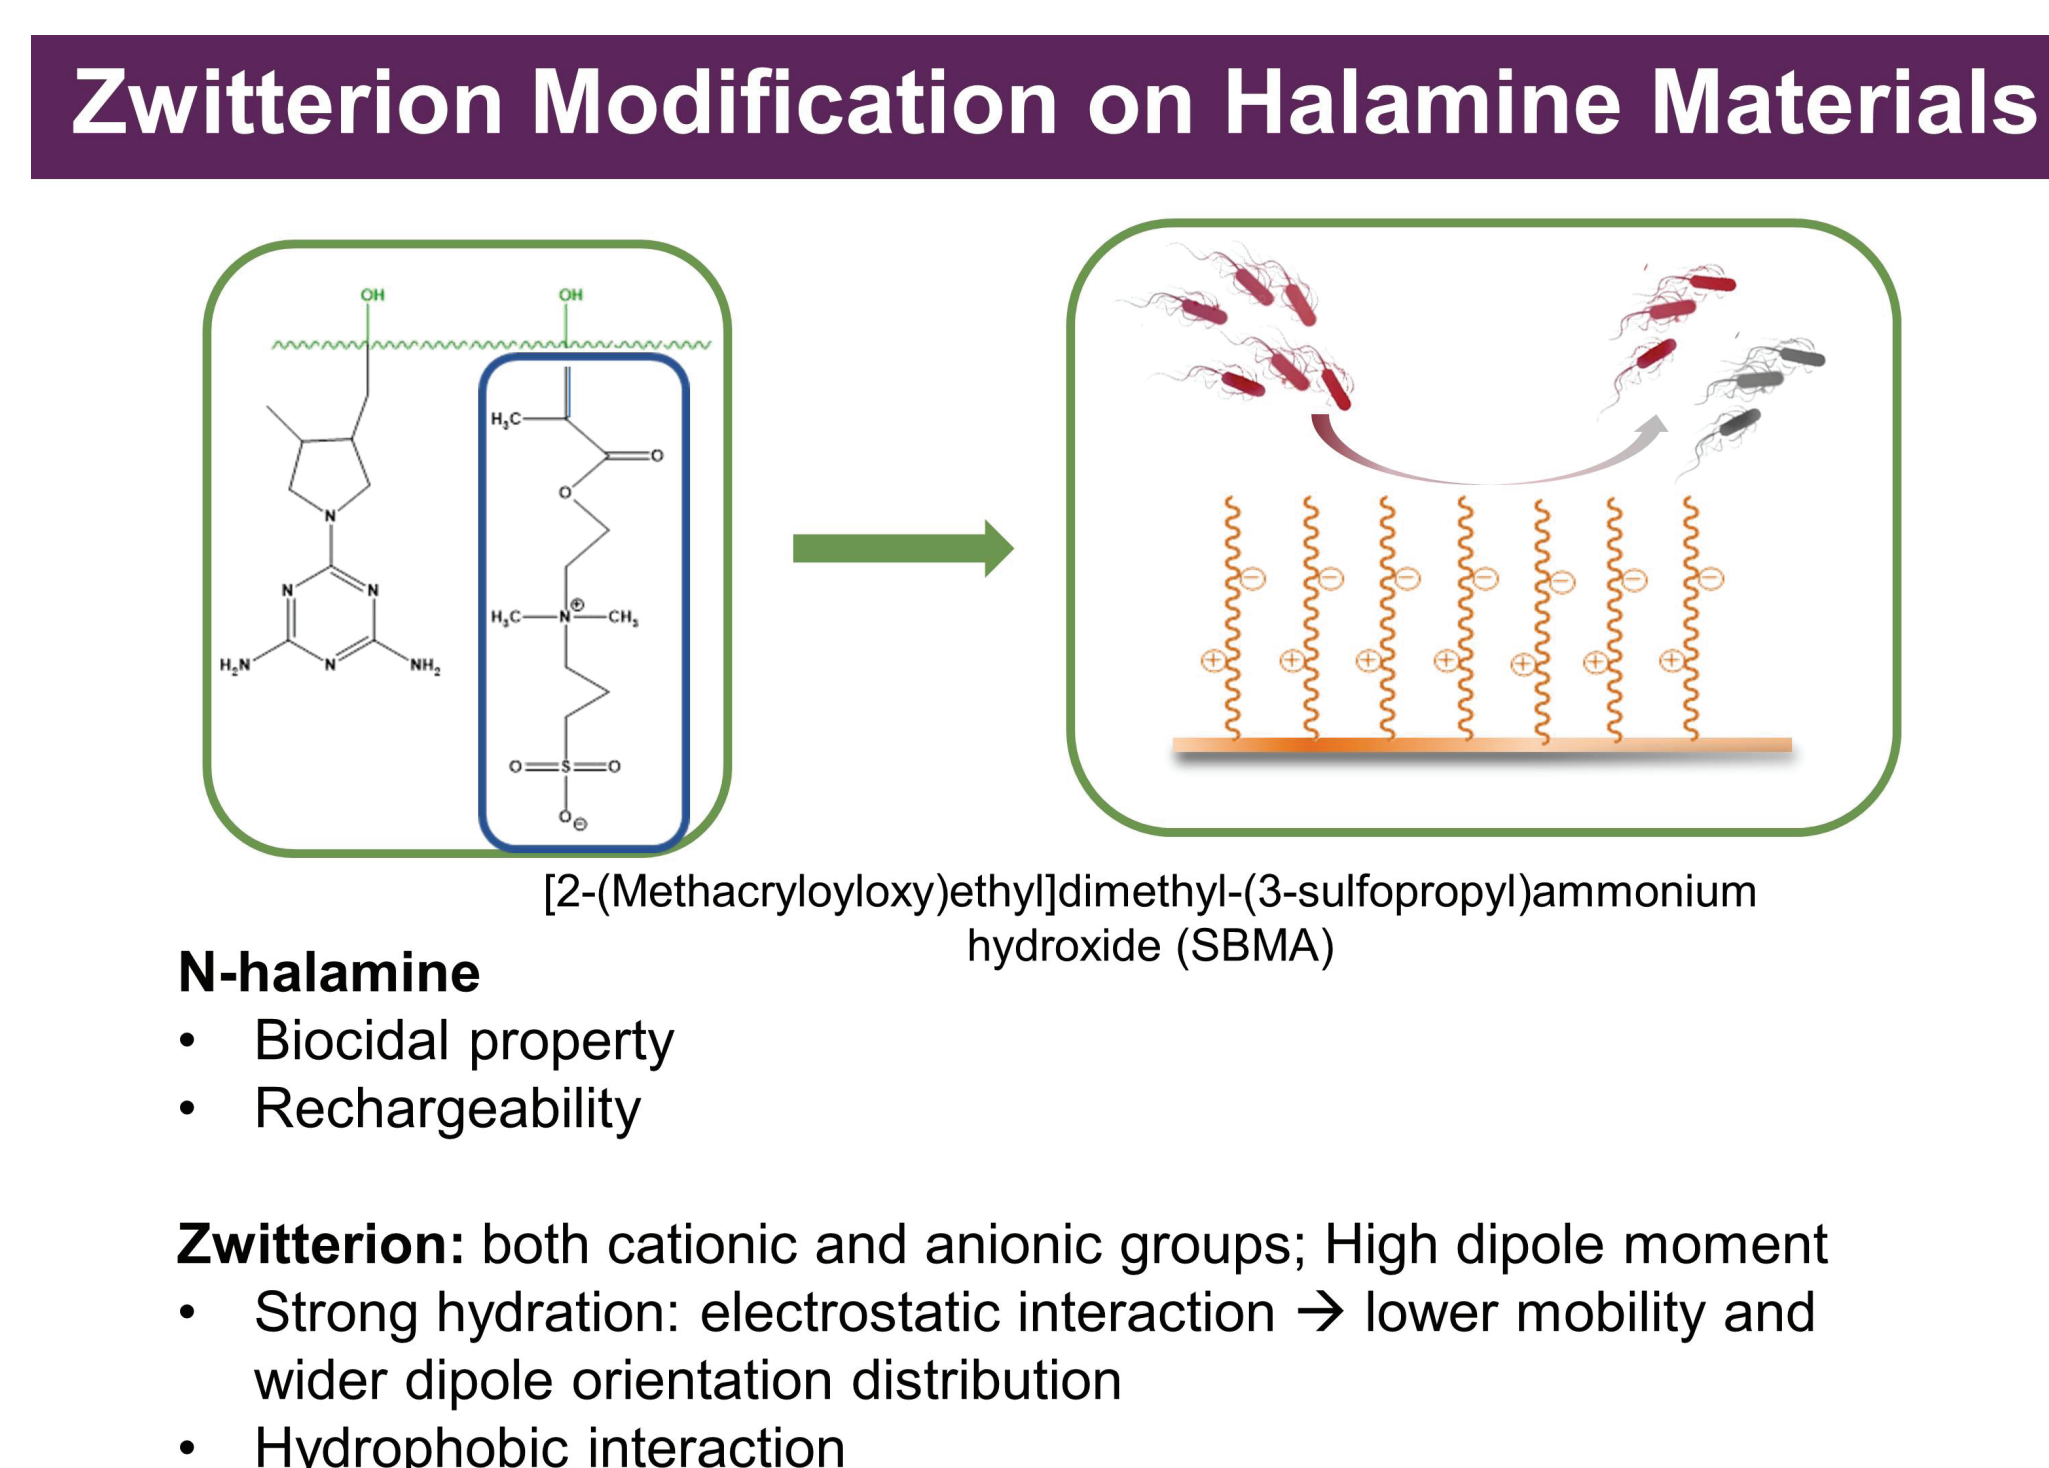 Zwitterion Modification on Halamine Materials
OH
OH
H₃C
O
O
N
N
N
H₃C
N
⊕
CH₃
H₂N
N
NH₂
O
S
O
O
⊖
⊖ ⊖ ⊖ ⊖ ⊖ ⊖ ⊖
⊕ ⊕ ⊕ ⊕ ⊕ ⊕ ⊕
[2-(Methacryloyloxy)ethyl]dimethyl-(3-sulfopropyl)ammonium
hydroxide (SBMA)
N-halamine
• Biocidal property
• Rechargeability
Zwitterion: both cationic and anionic groups; High dipole moment
• Strong hydration: electrostatic interaction → lower mobility and
wider dipole orientation distribution
• Hydrophobic interaction